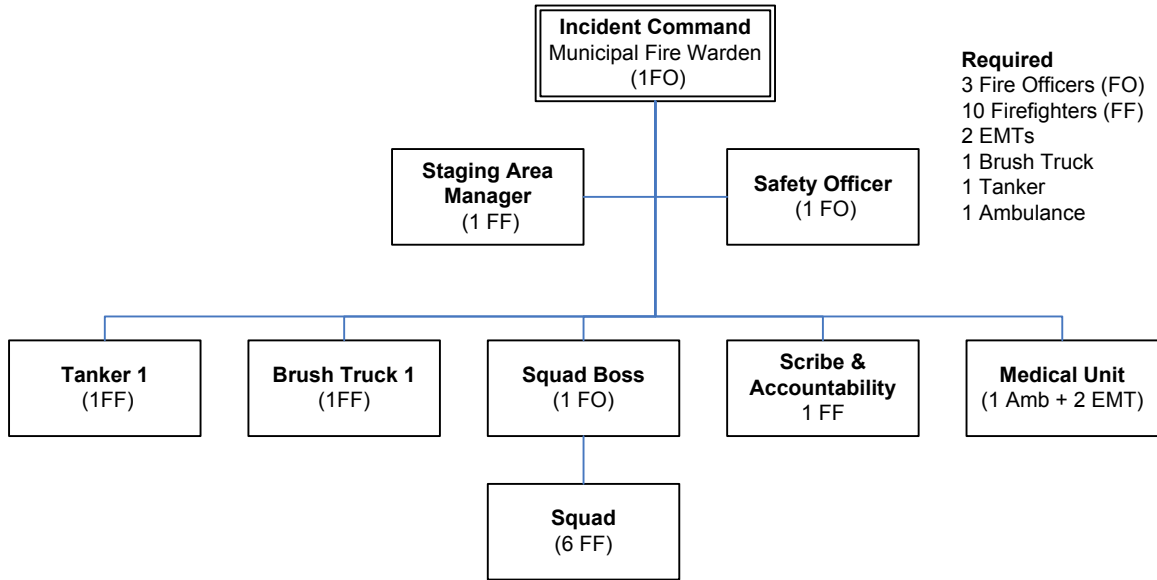 Incident Command
Municipal Fire Warden
(1FO)
Required
3 Fire Officers (FO)
10 Firefighters (FF)
2 EMTs
1 Brush Truck
1 Tanker
1 Ambulance
Staging Area
Manager
(1 FF)
Safety Officer
(1 FO)
Tanker 1
(1FF)
Brush Truck 1
(1FF)
Squad Boss
(1 FO)
Scribe &
Accountability
1 FF
Medical Unit
(1 Amb + 2 EMT)
Squad
(6 FF)